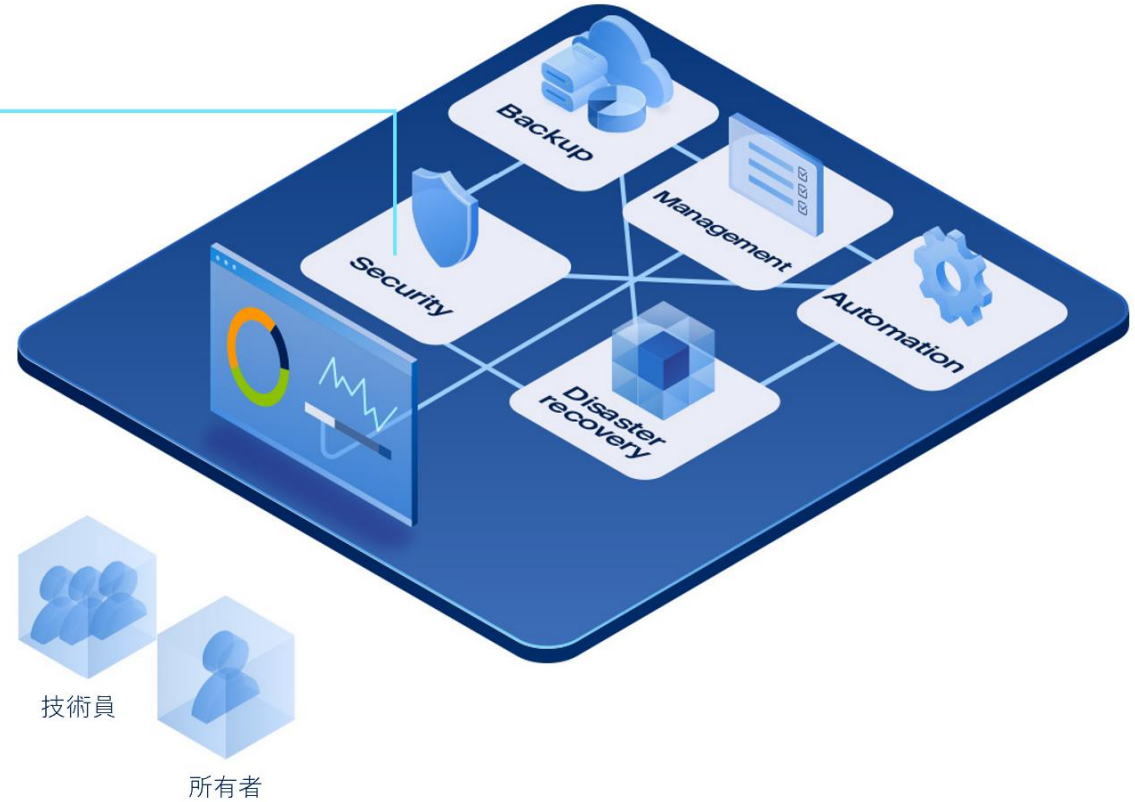 Backup
Management
Security
Automation
Disaster
recovery
技術員
所有者